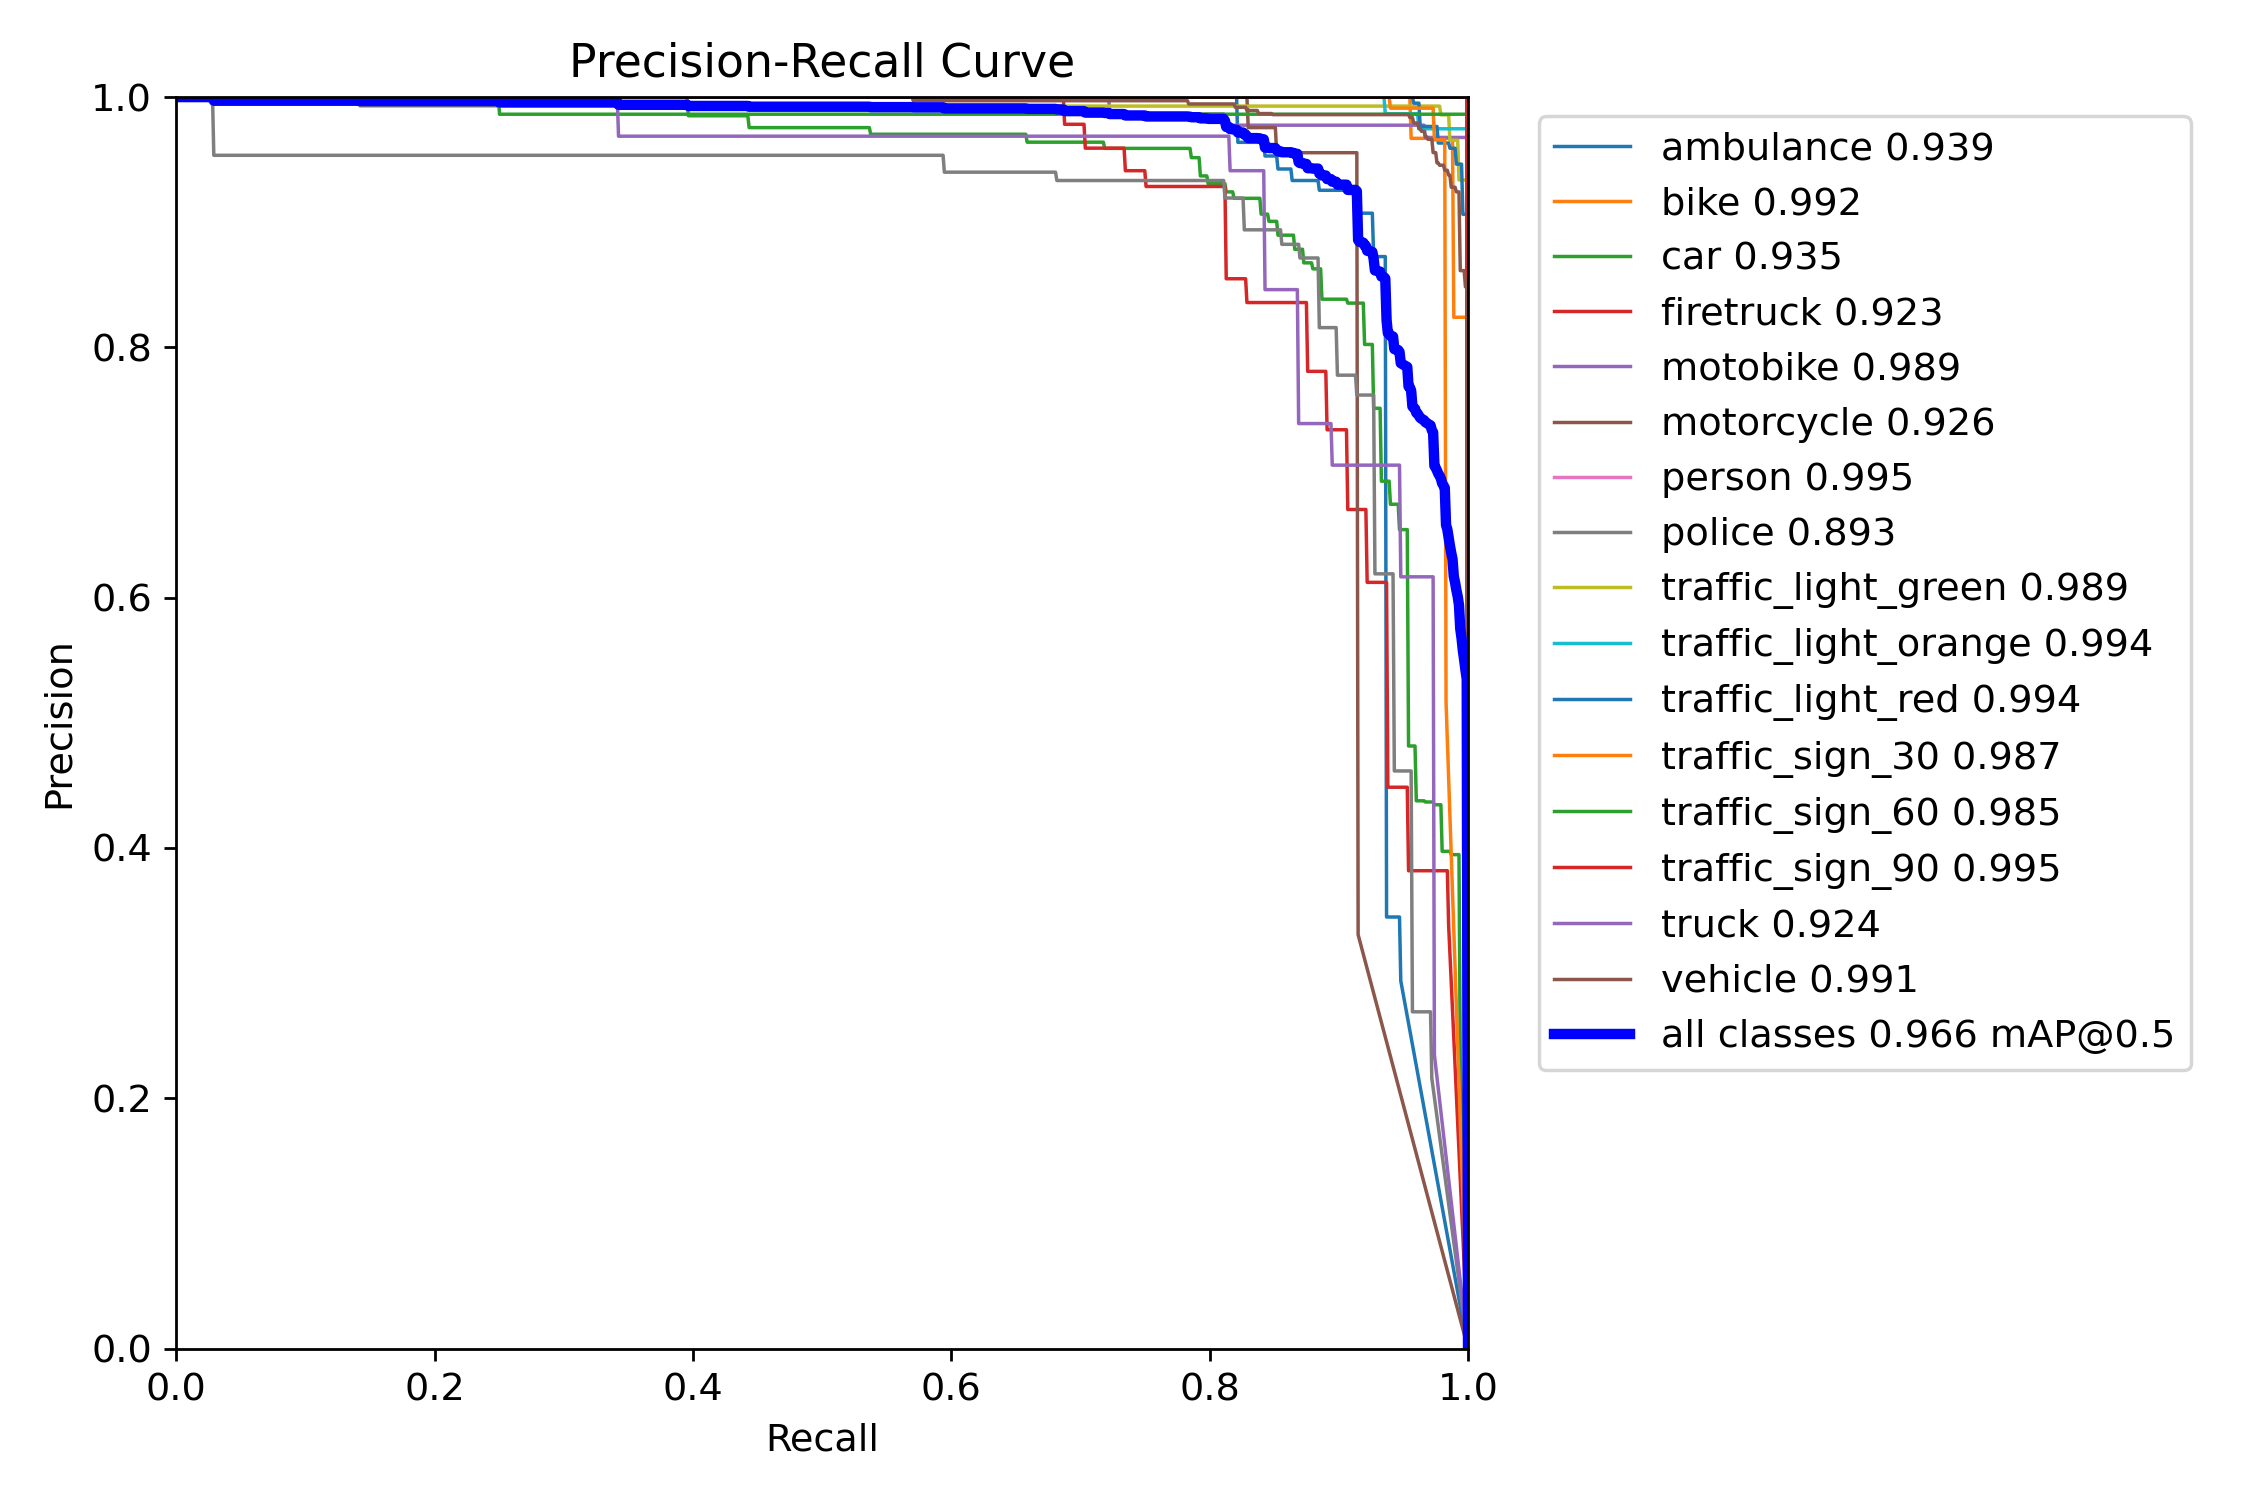 Precision-Recall Curve
1.0
0.8
0.6
0.4
0.2
0.0
Precision
0.0 0.2 0.4 0.6 0.8 1.0
Recall
ambulance 0.939
bike 0.992
car 0.935
firetruck 0.923
motobike 0.989
motorcycle 0.926
person 0.995
police 0.893
traffic_light_green 0.989
traffic_light_orange 0.994
traffic_light_red 0.994
traffic_sign_30 0.987
traffic_sign_60 0.985
traffic_sign_90 0.995
truck 0.924
vehicle 0.991
all classes 0.966 mAP@0.5